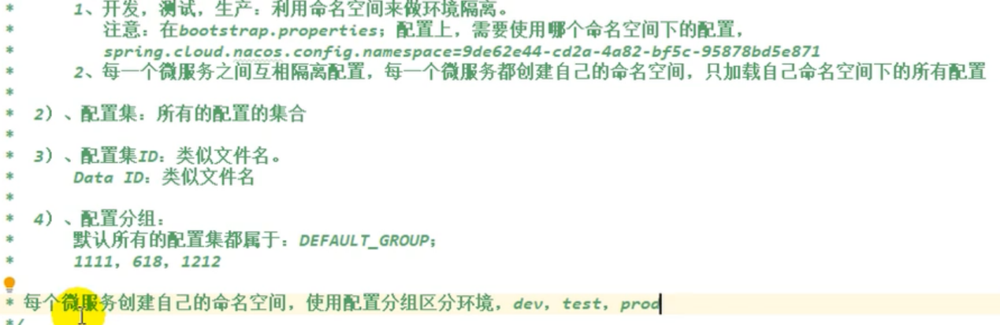 * 1、开发，测试，生产：利用命名空间来做环境隔离。
* 注意：在bootstrap.properties；配置上，需要使用哪个命名空间下的配置，
* spring.cloud.nacos.config.namespace=9de62e44-cd2a-4a82-bf5c-95878bd5e871
* 2、每一个微服务之间互相隔离配置，每一个微服务都创建自己的命名空间，只加载自己命名空间下的所有配置
*
* 2）、配置集：所有的配置的集合
*
* 3）、配置集ID：类似文件名。
* Data ID：类似文件名
*
* 4）、配置分组：
* 默认所有的配置集都属于：DEFAULT_GROUP；
* 1111，618，1212
* 每个微服务创建自己的命名空间，使用配置分组区分环境，dev，test，prod
*/